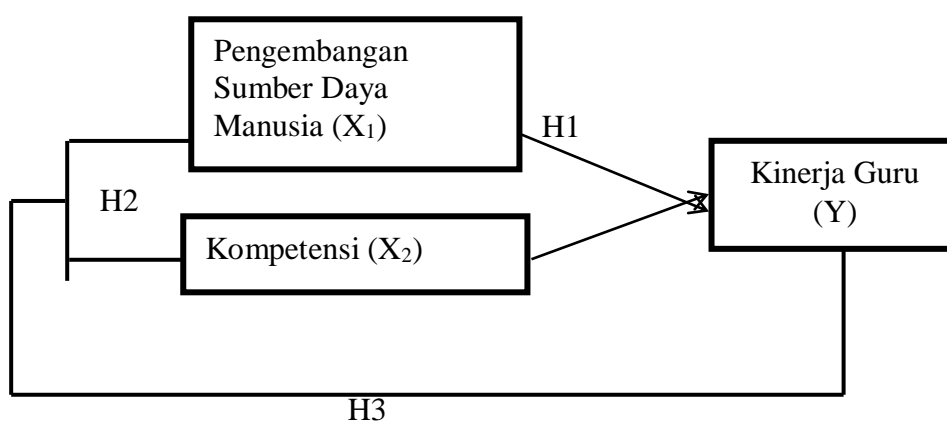 Pengembangan
Sumber Daya
Manusia (X₁)
H1
Kinerja Guru
(Y)
H2
Kompetensi (X₂)
H3